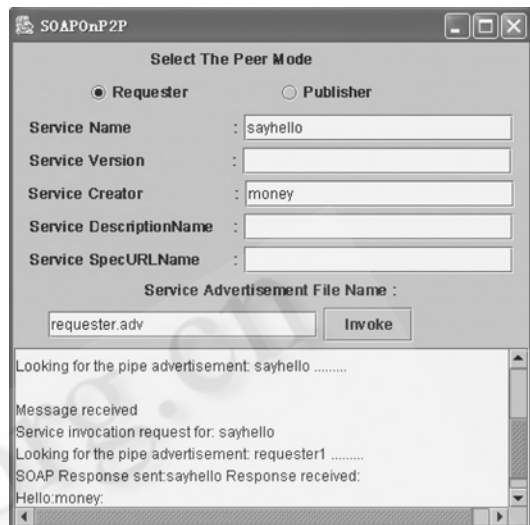 SOAPOnP2P
Select The Peer Mode
Requester Publisher
Service Name : sayhello
Service Version :
Service Creator : money
Service DescriptionName :
Service SpecURLName :
Service Advertisement File Name :
requester.adv Invoke
Looking for the pipe advertisement: sayhello .........
Message received
Service invocation request for: sayhello
Looking for the pipe advertisement: requester1 .........
SOAP Response sent:sayhello Response received:
Hello:money: